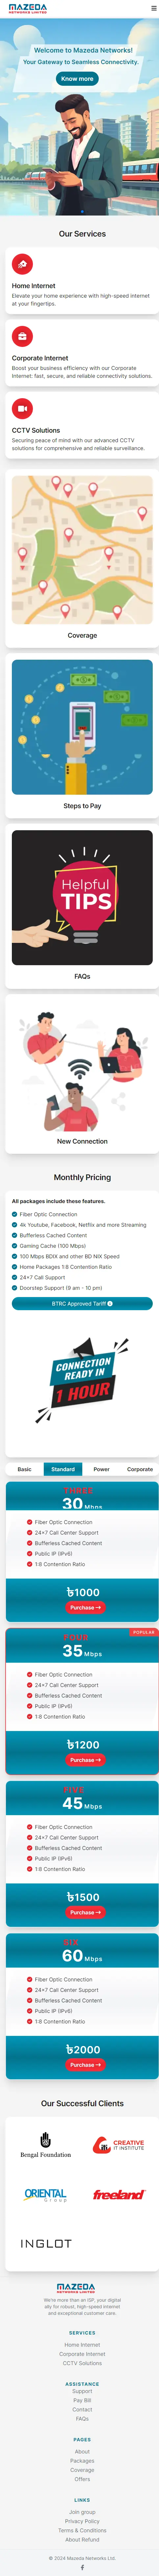 MAZEDA
NETWORKS LIMITED
Welcome to Mazeda Networks!
Your Gateway to Seamless Connectivity.
Know more
Our Services
Home Internet
Elevate your home experience with high-speed internet
at your fingertips.
Corporate Internet
Boost your business efficiency with our Corporate
Internet: fast, secure, and reliable connectivity solutions.
CCTV Solutions
Securing peace of mind with our advanced CCTV
solutions for comprehensive and reliable surveillance.
Coverage
Steps to Pay
Helpful
TIPS
FAQs
New Connection
Monthly Pricing
All packages include these features.
Fiber Optic Connection
4k Youtube, Facebook, Netflix and more Streaming
Bufferless Cached Content
Gaming Cache (100 Mbps)
100 Mbps BDIX and other BD NIX Speed
Home Packages 1:8 Contention Ratio
24x7 Call Support
Doorstep Support (9 am - 10 pm)
BTRC Approved Tariff
CONNECTION
READY IN
1 HOUR
Basic Standard Power Corporate
THREE
30 Mbps
Fiber Optic Connection
24x7 Call Center Support
Bufferless Cached Content
Public IP (IPv6)
1:8 Contention Ratio
৳1000
Purchase
POPULAR
FOUR
35 Mbps
Fiber Optic Connection
24x7 Call Center Support
Bufferless Cached Content
Public IP (IPv6)
1:8 Contention Ratio
৳1200
Purchase
FIVE
45 Mbps
Fiber Optic Connection
24x7 Call Center Support
Bufferless Cached Content
Public IP (IPv6)
1:8 Contention Ratio
৳1500
Purchase
SIX
60 Mbps
Fiber Optic Connection
24x7 Call Center Support
Bufferless Cached Content
Public IP (IPv6)
1:8 Contention Ratio
৳2000
Purchase
Our Successful Clients
Bengal Foundation
CREATIVE
IT INSTITUTE
ORIENTAL
Group
freeland
INGLOT
MAZEDA
NETWORKS LIMITED
We're more than an ISP, your digital
ally for robust, high-speed internet
and exceptional customer care.
SERVICES
Home Internet
Corporate Internet
CCTV Solutions
ASSISTANCE
Support
Pay Bill
Contact
FAQs
PAGES
About
Packages
Coverage
Offers
LINKS
Join group
Privacy Policy
Terms & Conditions
About Refund
© 2024 Mazeda Networks Ltd.